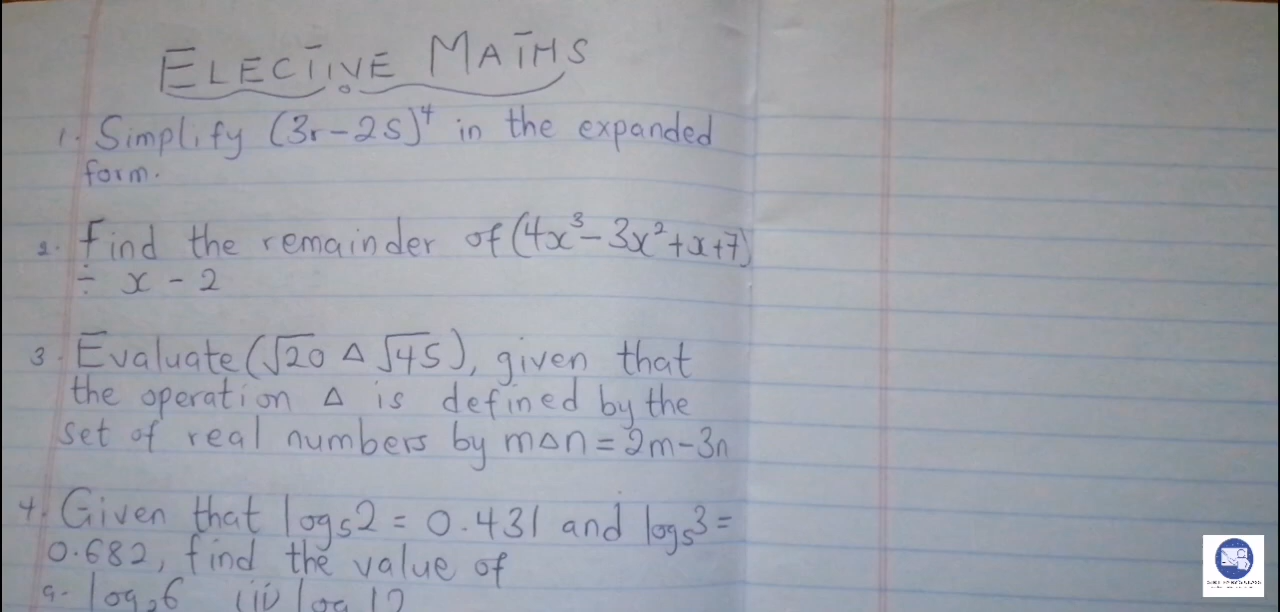 ELECTIVE MATHS
1. Simplify (3r-2s)⁴ in the expanded
form.
2. Find the remainder of (4x³-3x²+x+7)
÷ x - 2
3. Evaluate (√20 Δ √45), given that
the operation Δ is defined by the
set of real numbers by mΔn = 2m-3n
4. Given that log₅2 = 0.431 and log₅3 =
0.682, find the value of